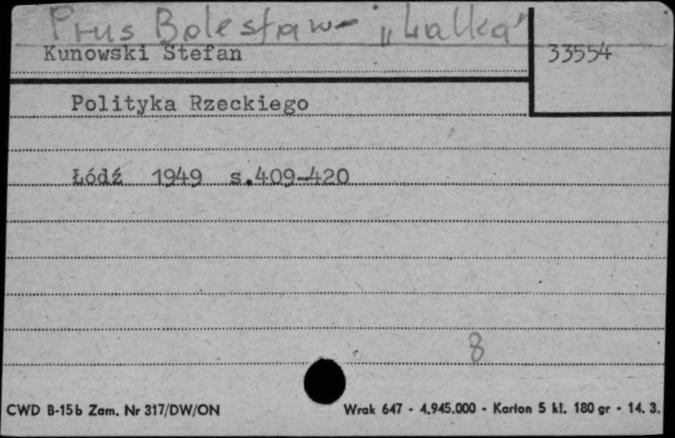 Prus Bolesław - „Lalka"
Kunowski Stefan
33554
Polityka Rzeckiego
Łódź 1949 s.409-420
8
CWD B-15b Zam. Nr 317/DW/ON
Wrak 647 - 4.945.000 - Karton 5 kl. 180 gr - 14. 3.